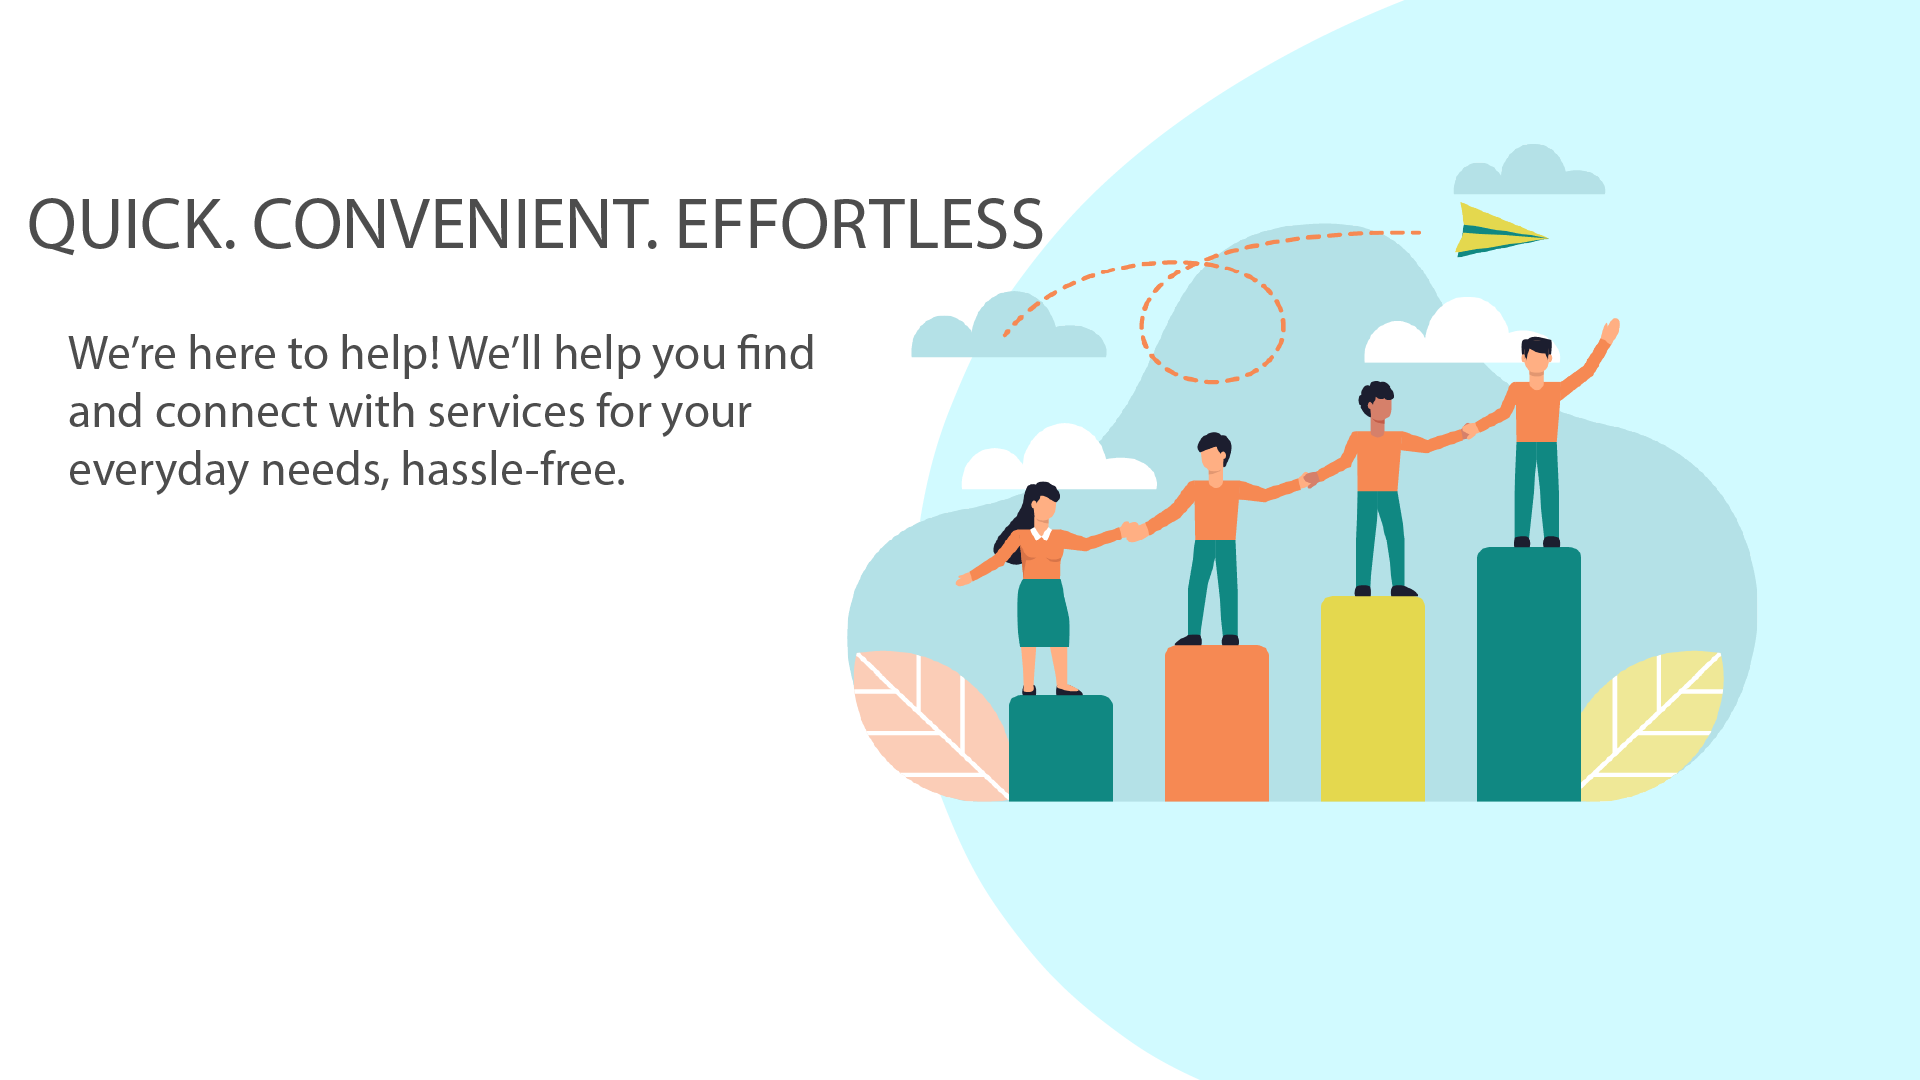 QUICK. CONVENIENT. EFFORTLESS
We’re here to help! We’ll help you find
and connect with services for your
everyday needs, hassle-free.